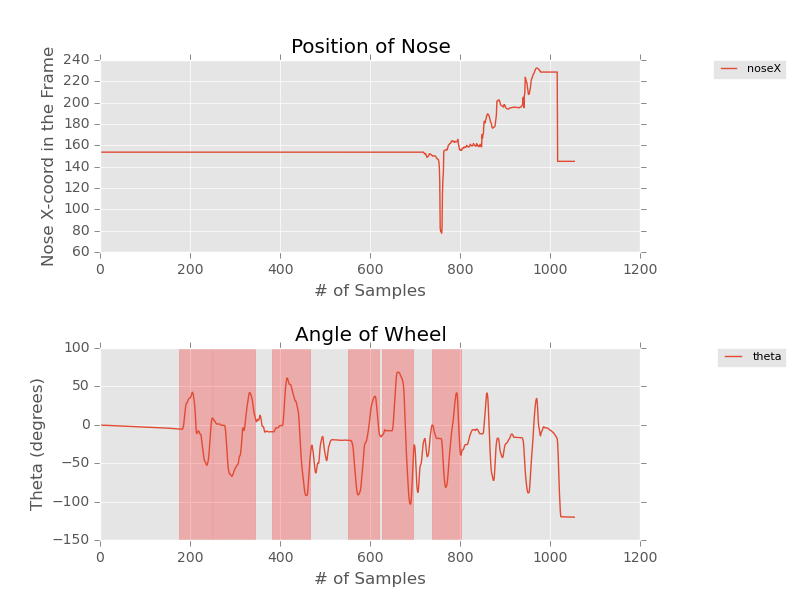 Position of Nose
240
220
200
180
160
140
120
100
80
60
Nose X-coord in the Frame
0 200 400 600 800 1000 1200
# of Samples
noseX
Angle of Wheel
100
50
0
−50
−100
−150
Theta (degrees)
0 200 400 600 800 1000 1200
# of Samples
theta